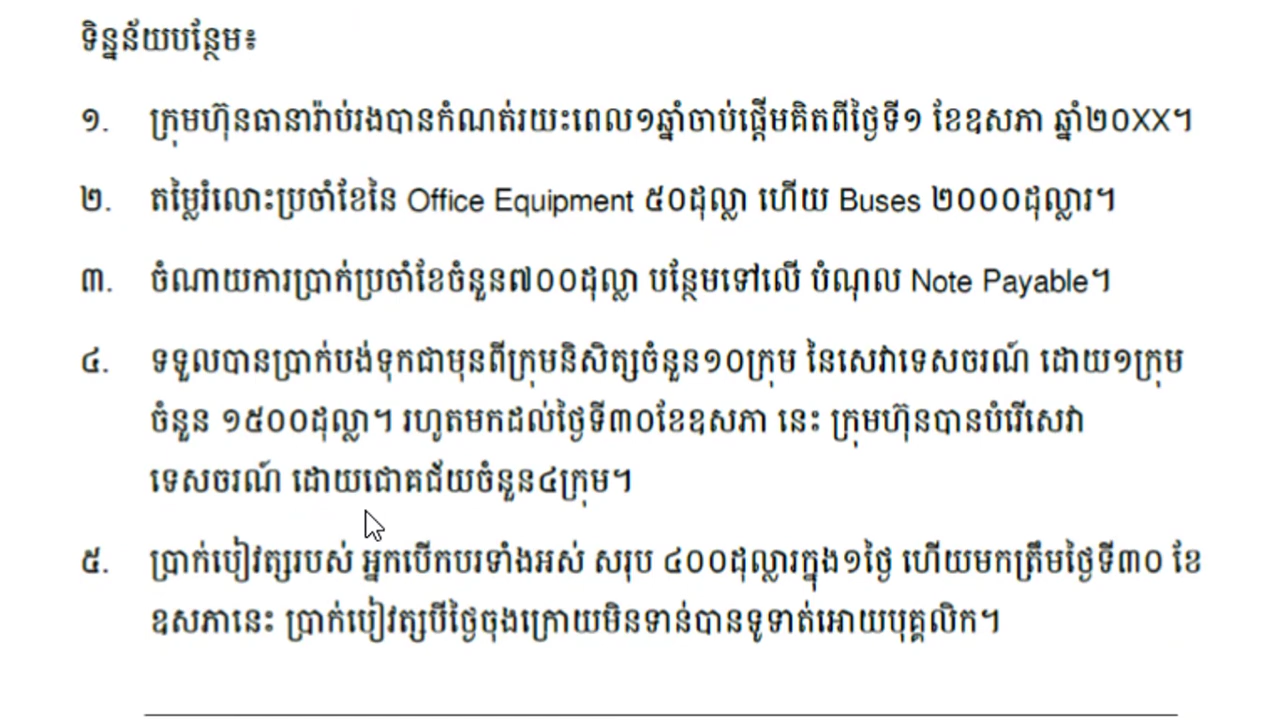 ទិន្នន័យបន្ថែម៖
១. ក្រុមហ៊ុនធានារ៉ាប់រងបានកំណត់រយៈពេល១ឆ្នាំចាប់ផ្តើមគិតពីថ្ងៃទី១ ខែឧសភា ឆ្នាំ២០XX។
២. តម្លៃរំលោះប្រចាំខែនៃ Office Equipment ៥០ដុល្លា ហើយ Buses ២០០០ដុល្លារ។
៣. ចំណាយការប្រាក់ប្រចាំខែចំនួន៧០០ដុល្លា បន្ថែមទៅលើ បំណុល Note Payable។
៤. ទទួលបានប្រាក់បង់ទុកជាមុនពីក្រុមនិសិត្សចំនួន១០ក្រុម នៃសេវាទេសចរណ៍ ដោយ១ក្រុម
ចំនួន ១៥០០ដុល្លា។ រហូតមកដល់ថ្ងៃទី៣០ខែឧសភា នេះ ក្រុមហ៊ុនបានបំរើសេវា
ទេសចរណ៍ ដោយជោគជ័យចំនួន៤ក្រុម។
៥. ប្រាក់បៀវត្សរបស់ អ្នកបើកបរទាំងអស់ សរុប ៤០០ដុល្លារក្នុង១ថ្ងៃ ហើយមកត្រឹមថ្ងៃទី៣០ ខែ
ឧសភានេះ ប្រាក់បៀវត្សបីថ្ងៃចុងក្រោយមិនទាន់បានទូទាត់អោយបុគ្គលិក។